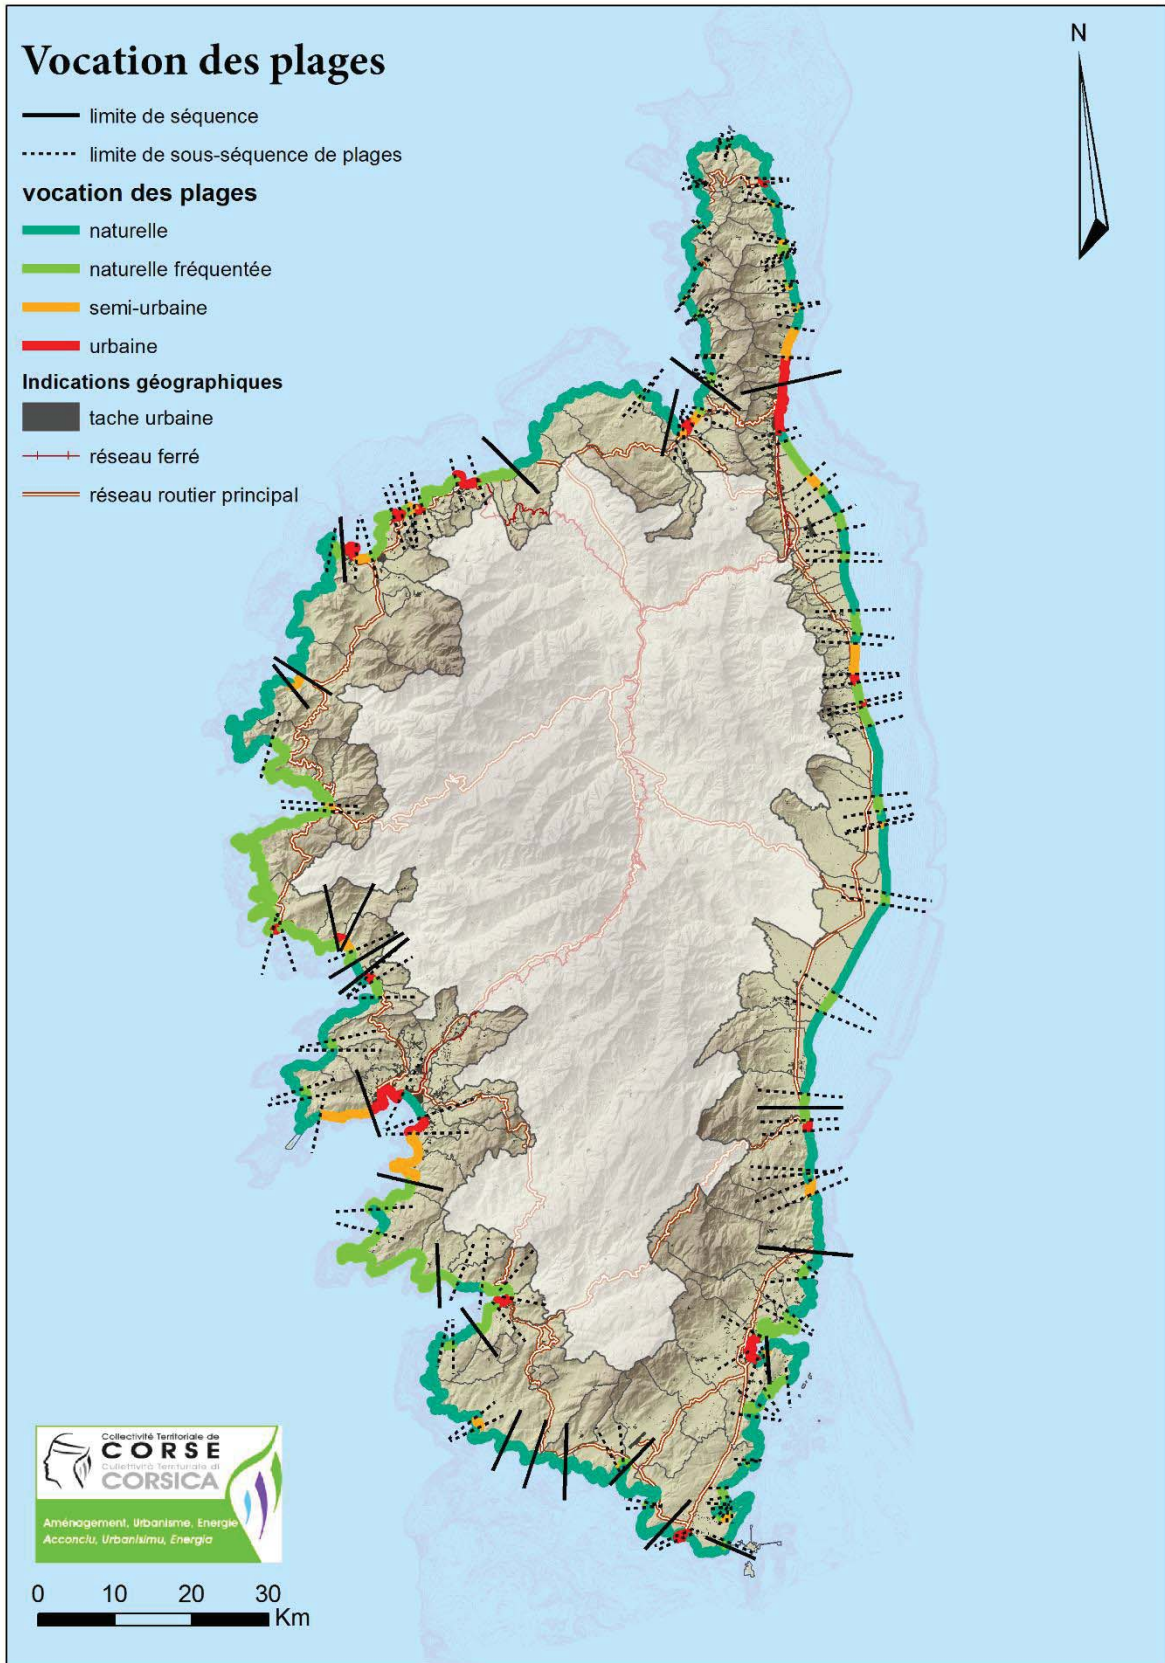 Vocation des plages
limite de séquence
limite de sous-séquence de plages
vocation des plages
naturelle
naturelle fréquentée
semi-urbaine
urbaine
Indications géographiques
tache urbaine
réseau ferré
réseau routier principal
N
Collectivité Territoriale de
CORSE
Cullettività Territuriale di
CORSICA
Aménagement, Urbanisme, Energie
Acconciu, Urbanisimu, Energia
0 10 20 30
Km